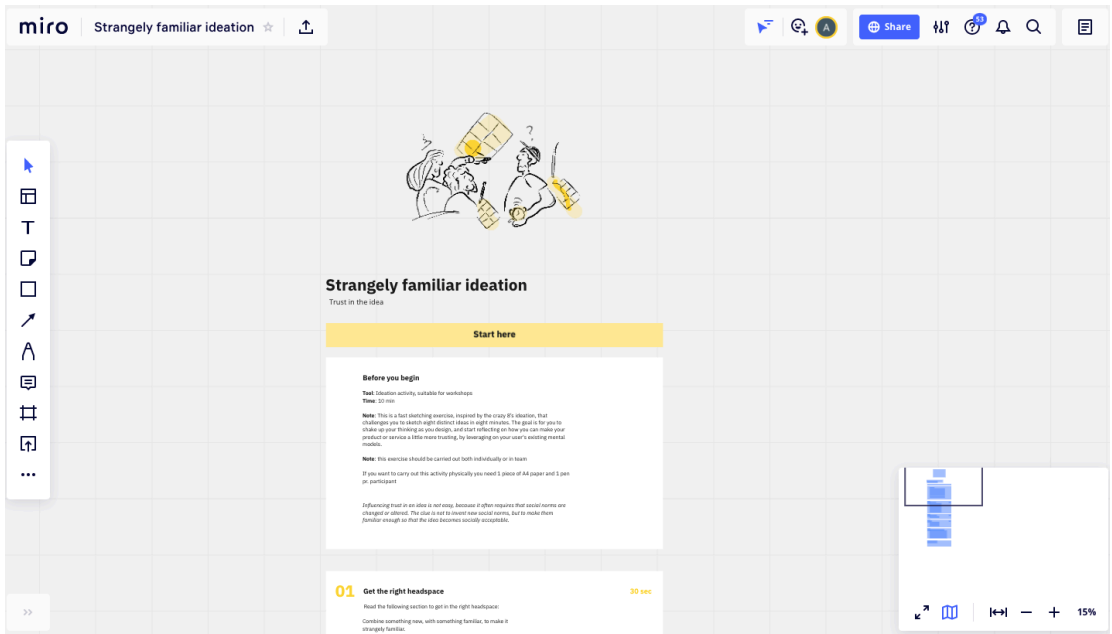 miro
Strangely familiar ideation
A
Share
53
Strangely familiar ideation
Trust in the idea
Start here
Before you begin
Tool: Ideation activity, suitable for workshops
Time: 10 min
Note: This is a fast sketching exercise, inspired by the crazy 8's ideation, that
challenges you to sketch eight distinct ideas in eight minutes. The goal is for you to
shake up your thinking as you design, and start reflecting on how you can make your
product or service a little more trusting, by leveraging on your user's existing mental
models.
Note: this exercise should be carried out both individually or in team
If you want to carry out this activity physically you need 1 piece of A4 paper and 1 pen
pr. participant
Influencing trust in an idea is not easy, because it often requires that social norms are
changed or altered. The clue is not to invent new social norms, but to make them
familiar enough so that the idea becomes socially acceptable.
01 Get the right headspace 30 sec
Read the following section to get in the right headspace:
Combine something new, with something familiar, to make it
strangely familiar.
15%